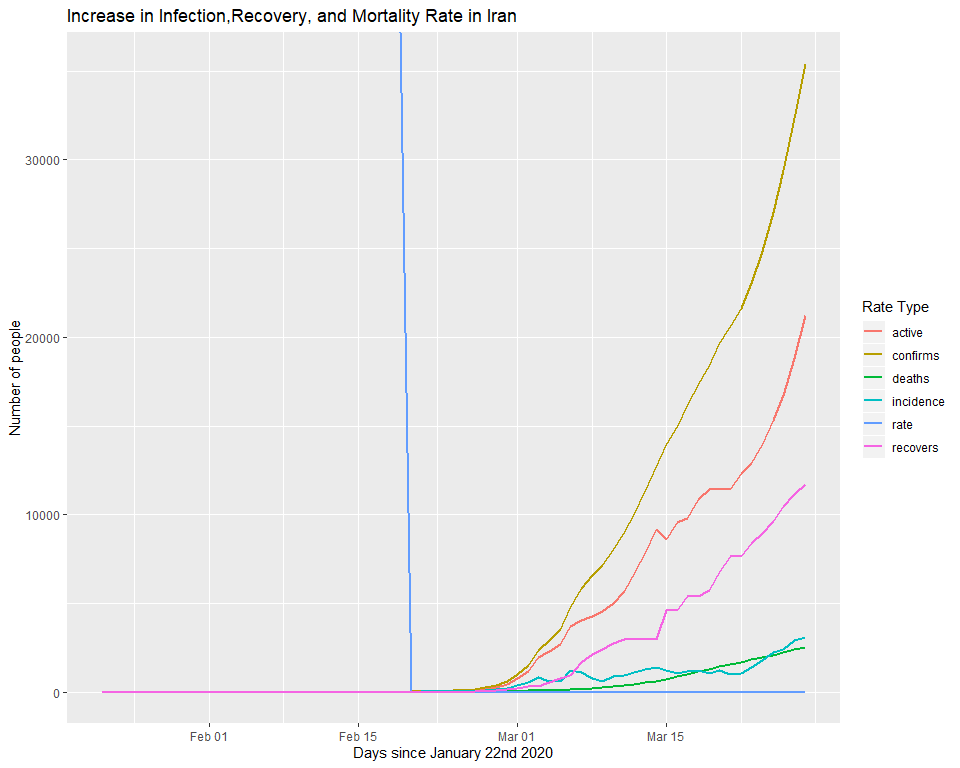 Increase in Infection,Recovery, and Mortality Rate in Iran
Number of people
30000
20000
10000
0
Feb 01
Feb 15
Mar 01
Mar 15
Days since January 22nd 2020
Rate Type
active
confirms
deaths
incidence
rate
recovers